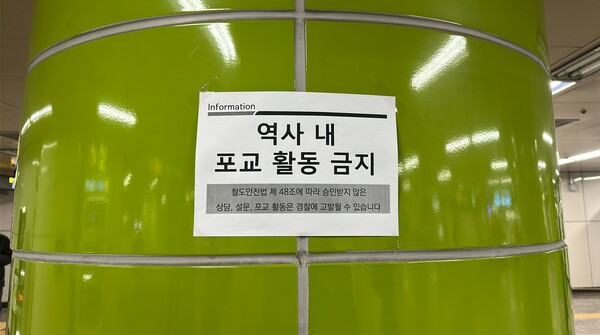 Information
역사 내
포교 활동 금지
철도안전법 제 48조에 따라 승인받지 않은
상담, 설문, 포교 활동은 경찰에 고발될 수 있습니다